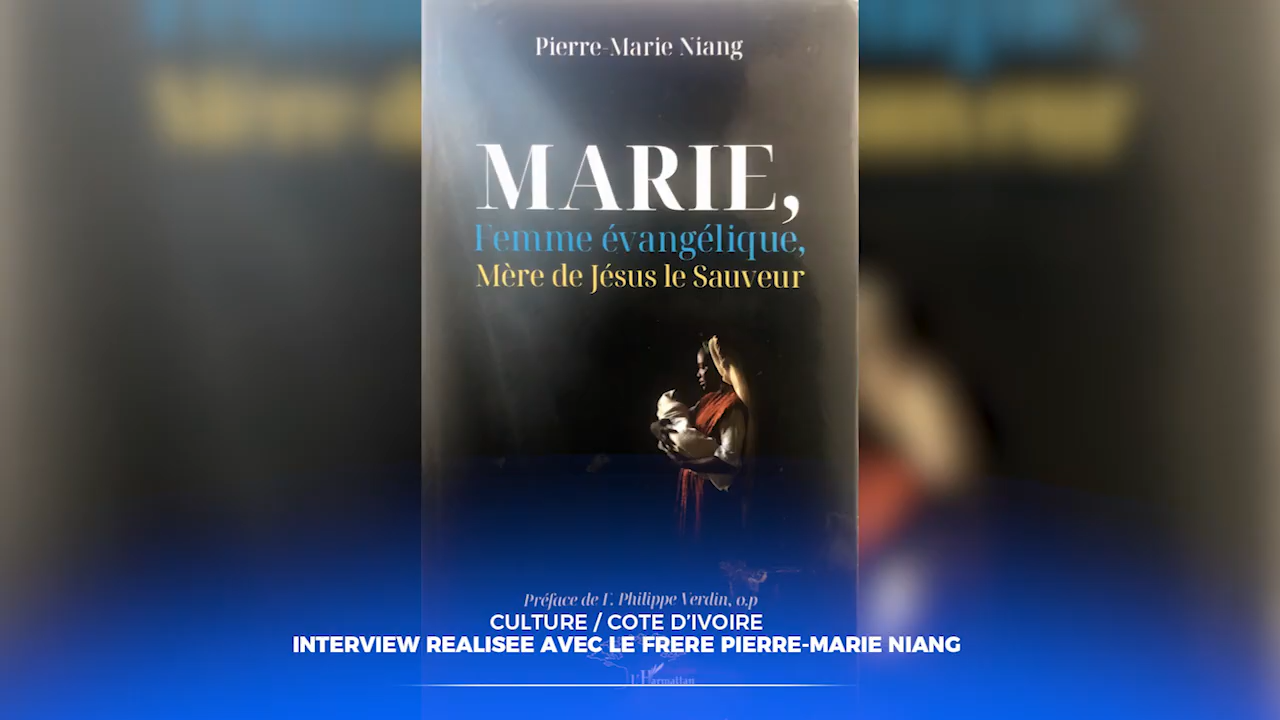 Pierre-Marie Niang
MARIE,
Femme évangélique,
Mère de Jésus le Sauveur
Préface de F. Philippe Verdin, o.p
CULTURE / COTE D'IVOIRE
INTERVIEW REALISEE AVEC LE FRERE PIERRE-MARIE NIANG
L'Harmattan